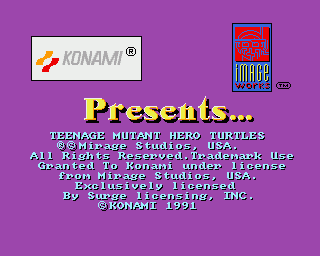 KONAMI®
IMAGE
WORKS™
Presents...
TEENAGE MUTANT HERO TURTLES
©©Mirage Studios, USA.
All Rights Reserved.Trademark Use
Granted To Konami under license
from Mirage Studios, USA.
Exclusively licensed
By Surge licensing, INC.
©KONAMI 1991